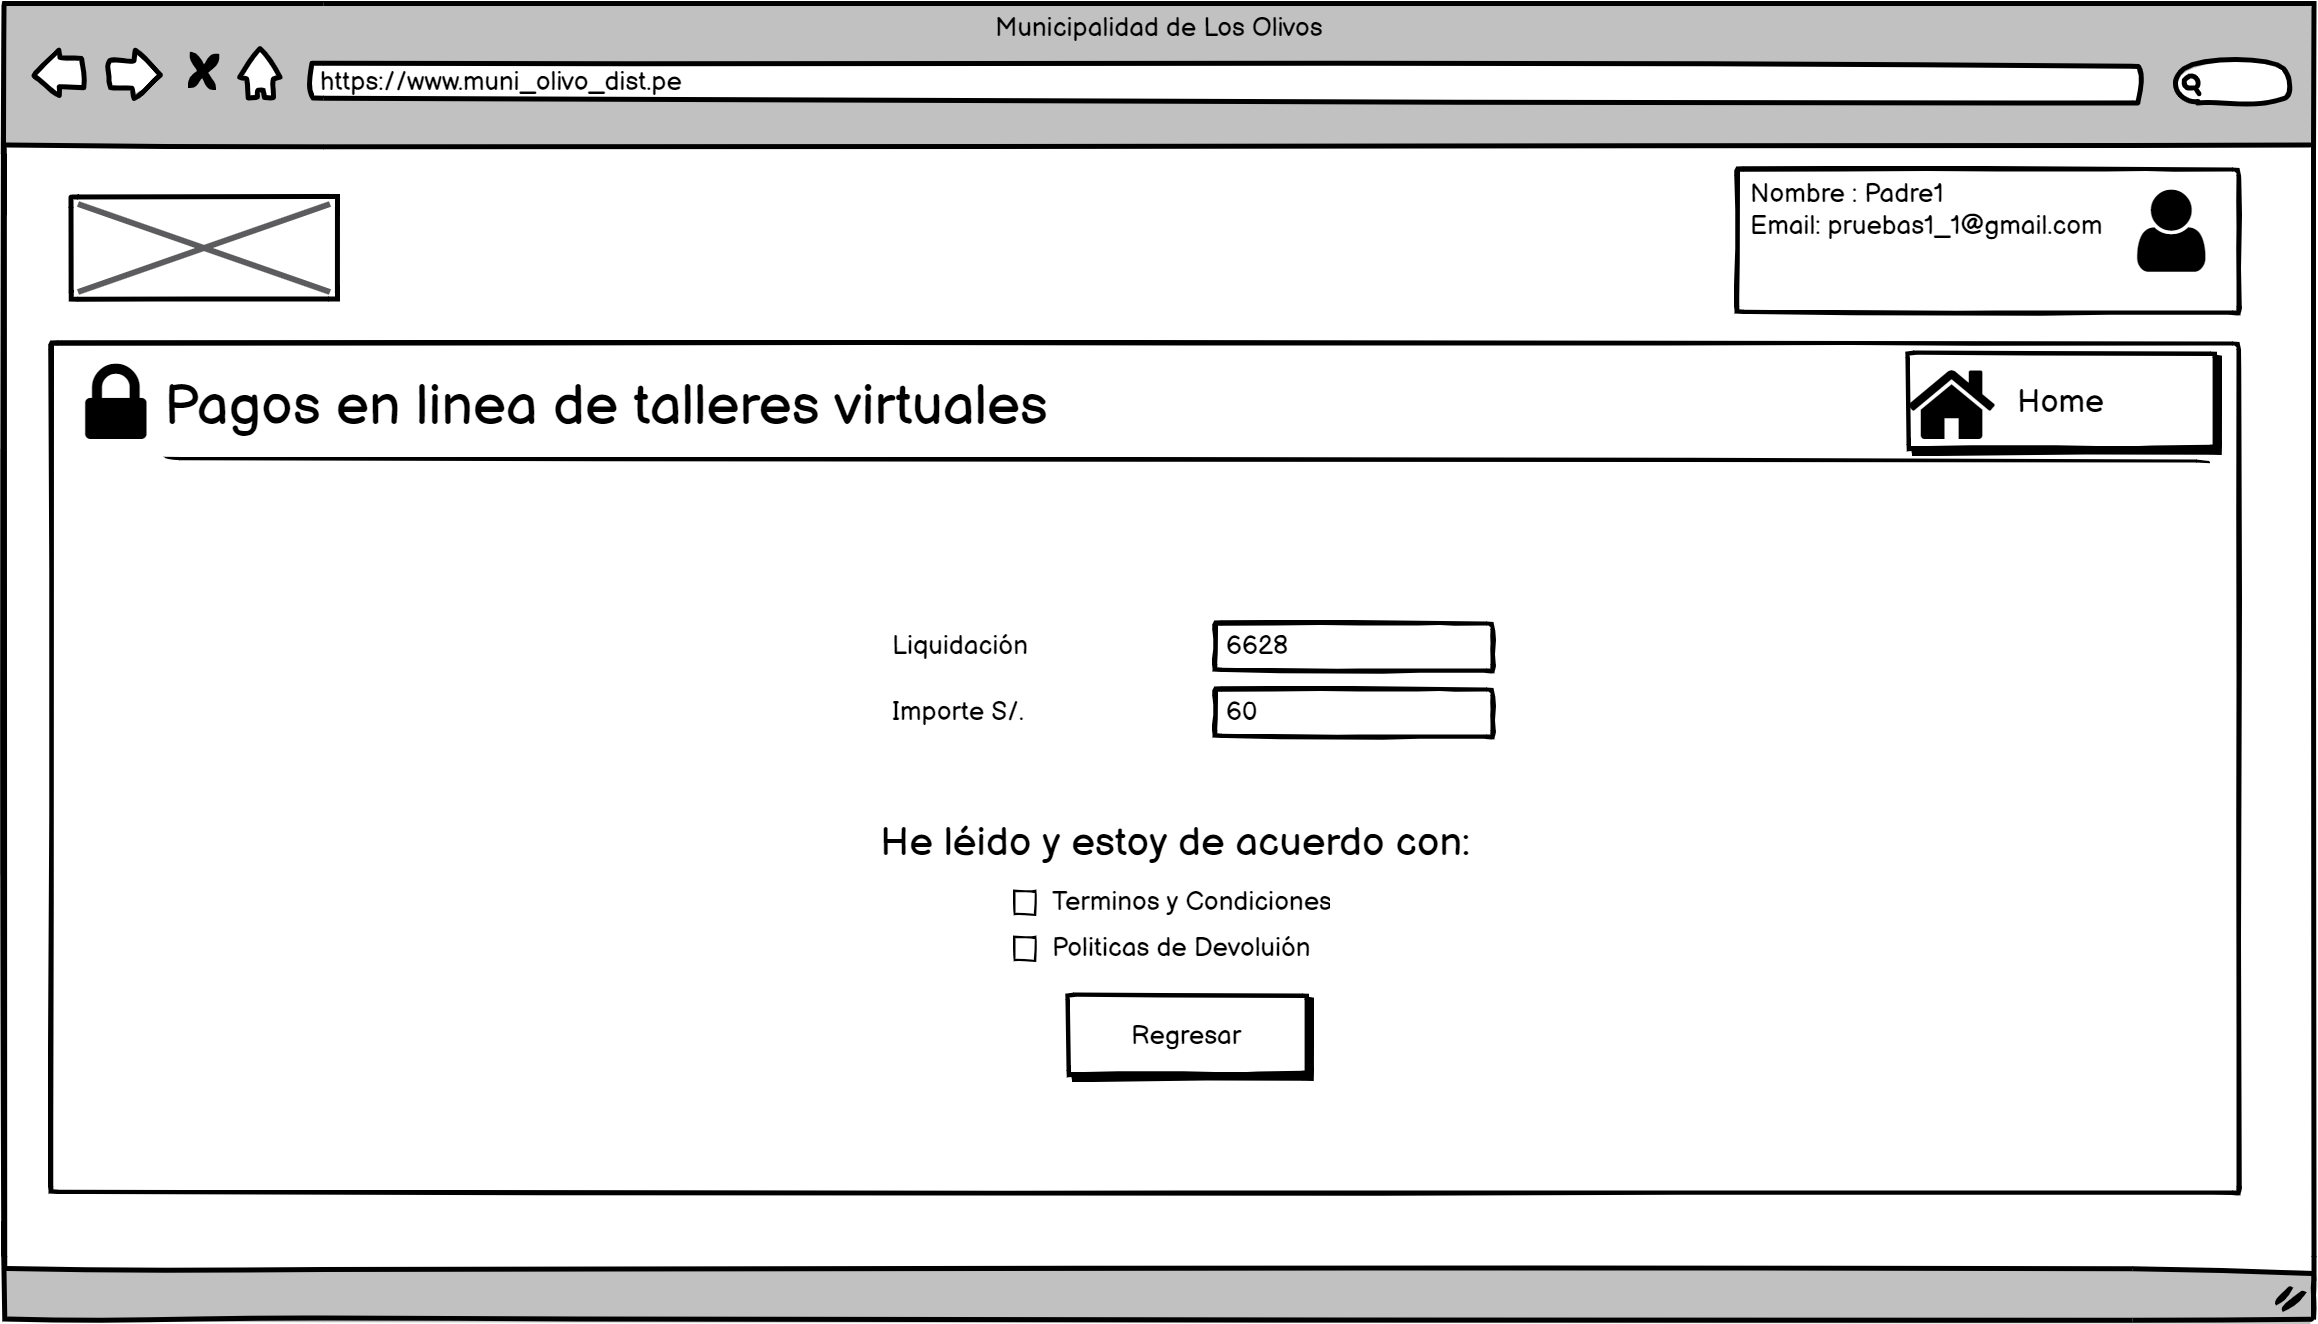 Municipalidad de Los Olivos
https://www.muni_olivo_dist.pe
Nombre : Padre1
Email: pruebas1_1@gmail.com
Pagos en linea de talleres virtuales
Home
Liquidación
6628
Importe S/.
60
He léido y estoy de acuerdo con:
Terminos y Condiciones
Politicas de Devoluión
Regresar